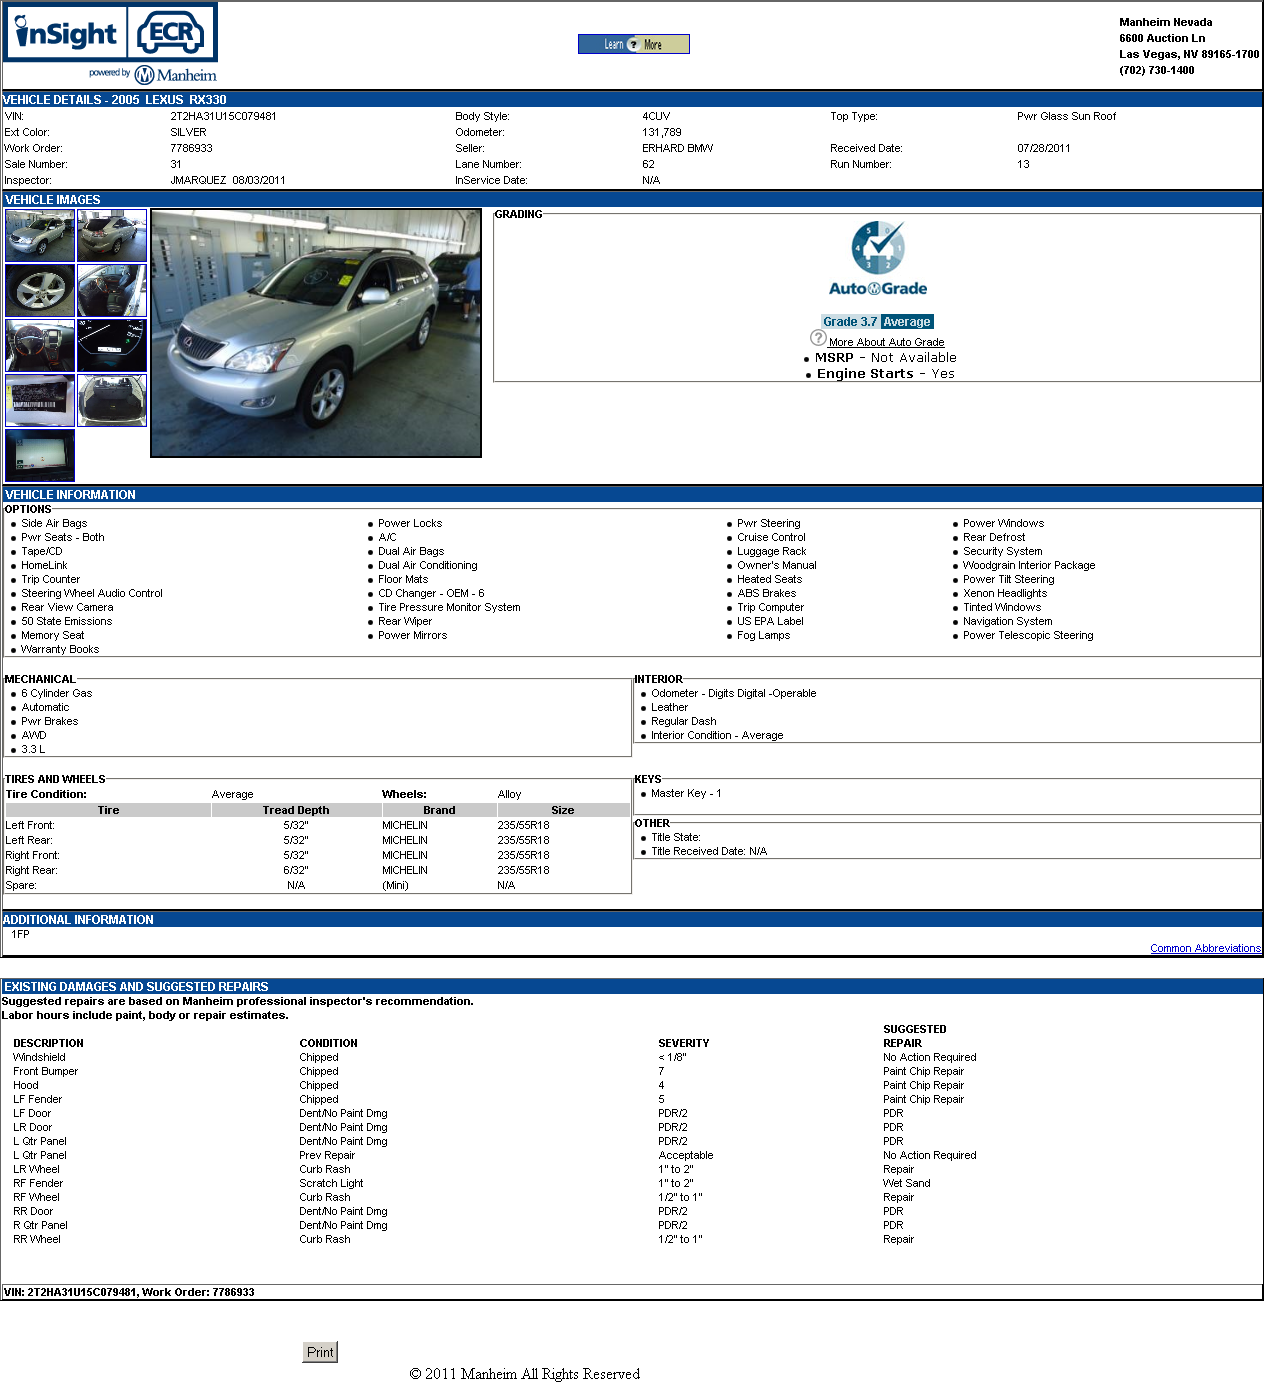 inSight ECR
powered by Manheim
Learn ? More
Manheim Nevada
6600 Auction Ln
Las Vegas, NV 89165-1700
(702) 730-1400
VEHICLE DETAILS - 2005 LEXUS RX330
VIN: 2T2HA31U15C079481 Body Style: 4CUV Top Type: Pwr Glass Sun Roof
Ext Color: SILVER Odometer: 131,789
Work Order: 7786933 Seller: ERHARD BMW Received Date: 07/28/2011
Sale Number: 31 Lane Number: 62 Run Number: 13
Inspector: JMARQUEZ 08/03/2011 InService Date: N/A
VEHICLE IMAGES
GRADING
5 0 4 1 3 2
AutoGrade
Grade 3.7 Average
? More About Auto Grade
• MSRP - Not Available
• Engine Starts - Yes
VEHICLE INFORMATION
OPTIONS
• Side Air Bags • Power Locks • Pwr Steering • Power Windows
• Pwr Seats - Both • A/C • Cruise Control • Rear Defrost
• Tape/CD • Dual Air Bags • Luggage Rack • Security System
• HomeLink • Dual Air Conditioning • Owner's Manual • Woodgrain Interior Package
• Trip Counter • Floor Mats • Heated Seats • Power Tilt Steering
• Steering Wheel Audio Control • CD Changer - OEM - 6 • ABS Brakes • Xenon Headlights
• Rear View Camera • Tire Pressure Monitor System • Trip Computer • Tinted Windows
• 50 State Emissions • Rear Wiper • US EPA Label • Navigation System
• Memory Seat • Power Mirrors • Fog Lamps • Power Telescopic Steering
• Warranty Books
MECHANICAL
• 6 Cylinder Gas
• Automatic
• Pwr Brakes
• AWD
• 3.3 L
INTERIOR
• Odometer - Digits Digital -Operable
• Leather
• Regular Dash
• Interior Condition - Average
TIRES AND WHEELS
Tire Condition: Average Wheels: Alloy
Tire Tread Depth Brand Size
Left Front: 5/32" MICHELIN 235/55R18
Left Rear: 5/32" MICHELIN 235/55R18
Right Front: 5/32" MICHELIN 235/55R18
Right Rear: 6/32" MICHELIN 235/55R18
Spare: N/A (Mini) N/A
KEYS
• Master Key - 1
OTHER
• Title State:
• Title Received Date: N/A
ADDITIONAL INFORMATION
1FP
Common Abbreviations
EXISTING DAMAGES AND SUGGESTED REPAIRS
Suggested repairs are based on Manheim professional inspector's recommendation.
Labor hours include paint, body or repair estimates.
DESCRIPTION CONDITION SEVERITY SUGGESTED REPAIR
Windshield Chipped < 1/8" No Action Required
Front Bumper Chipped 7 Paint Chip Repair
Hood Chipped 4 Paint Chip Repair
LF Fender Chipped 5 Paint Chip Repair
LF Door Dent/No Paint Dmg PDR/2 PDR
LR Door Dent/No Paint Dmg PDR/2 PDR
L Qtr Panel Dent/No Paint Dmg PDR/2 PDR
L Qtr Panel Prev Repair Acceptable No Action Required
LR Wheel Curb Rash 1" to 2" Repair
RF Fender Scratch Light 1" to 2" Wet Sand
RF Wheel Curb Rash 1/2" to 1" Repair
RR Door Dent/No Paint Dmg PDR/2 PDR
R Qtr Panel Dent/No Paint Dmg PDR/2 PDR
RR Wheel Curb Rash 1/2" to 1" Repair
VIN: 2T2HA31U15C079481, Work Order: 7786933
Print
© 2011 Manheim All Rights Reserved